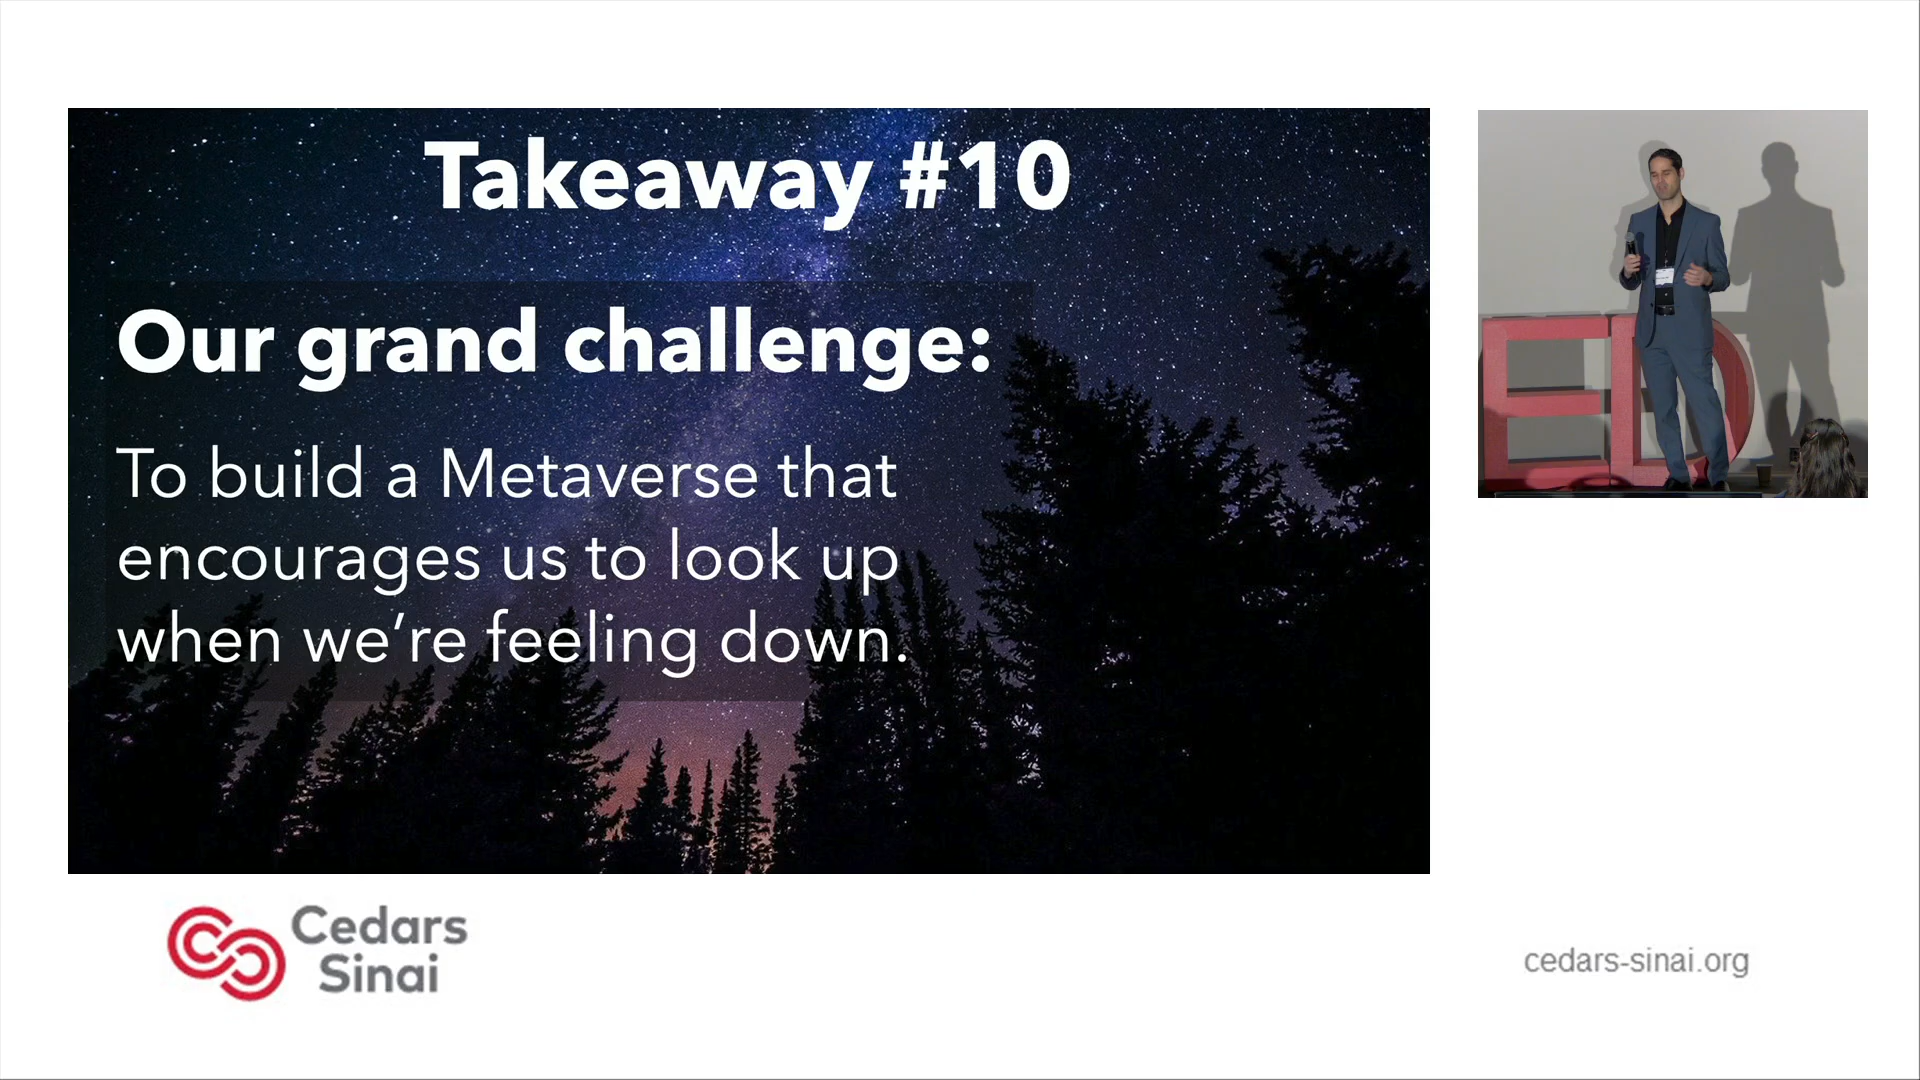 Takeaway #10
Our grand challenge:
To build a Metaverse that
encourages us to look up
when we’re feeling down.
ED
Cedars
Sinai
cedars-sinai.org